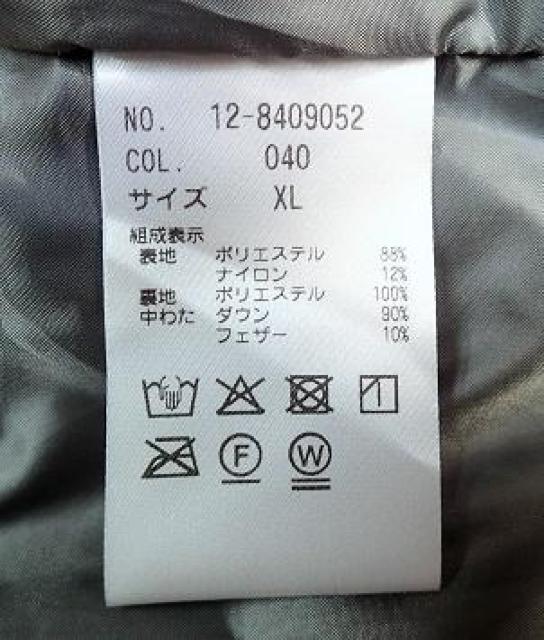 NO. 12-8409052
COL. 040
サイズ XL
組成表示
表地 ポリエステル 88%
ナイロン 12%
裏地 ポリエステル 100%
中わた ダウン 90%
フェザー 10%
F W